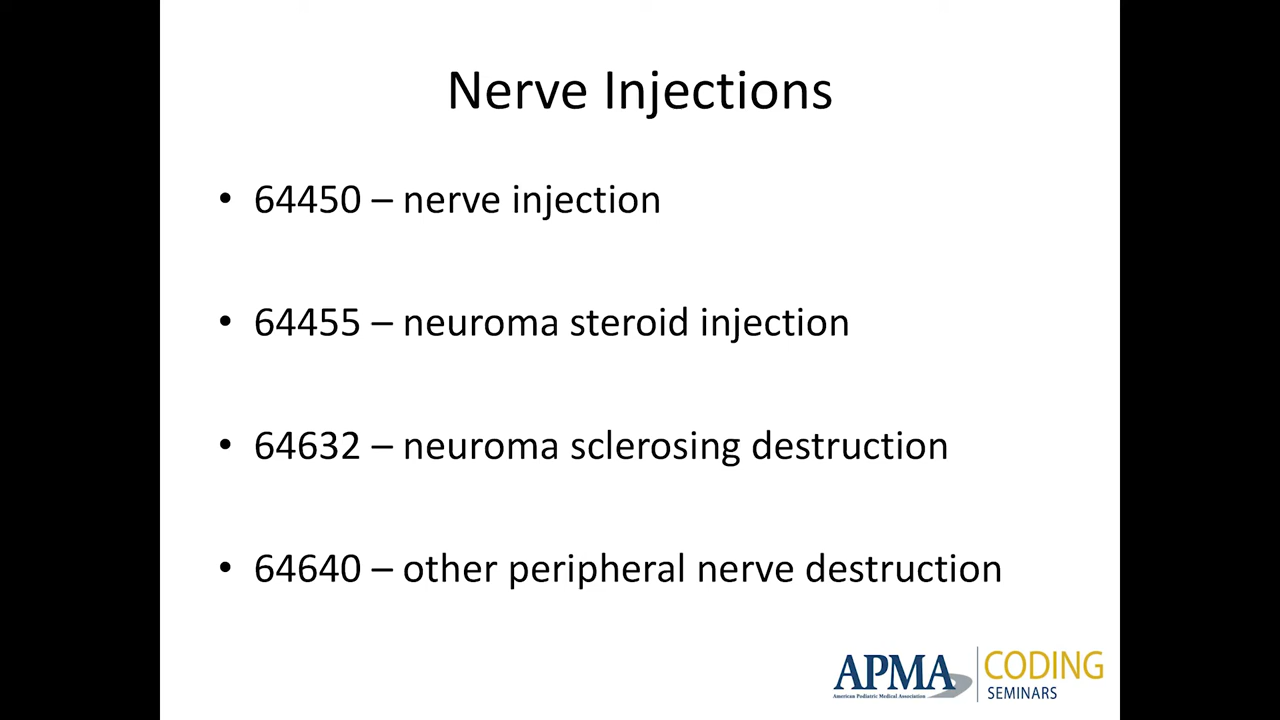 Nerve Injections
• 64450 – nerve injection
• 64455 – neuroma steroid injection
• 64632 – neuroma sclerosing destruction
• 64640 – other peripheral nerve destruction
APMA
American Podiatric Medical Association
CODING
SEMINARS